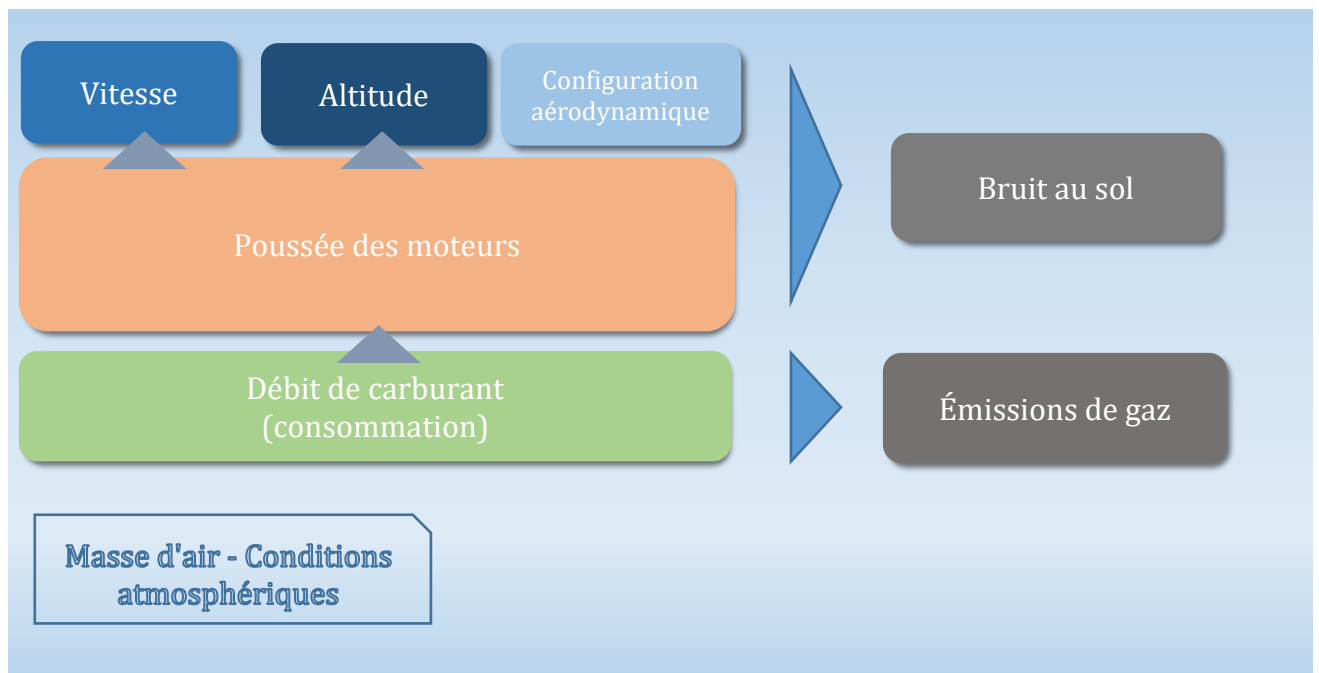 Vitesse
Altitude
Configuration
aérodynamique
Poussée des moteurs
Bruit au sol
Débit de carburant
(consommation)
Émissions de gaz
Masse d'air - Conditions
atmosphériques